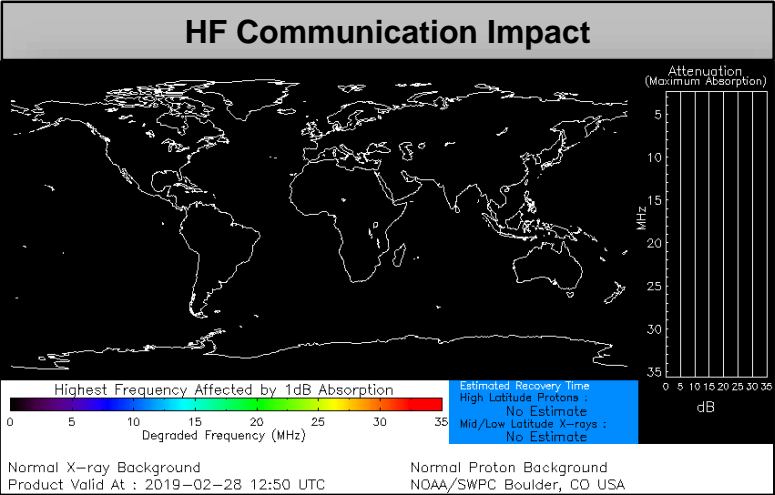 HF Communication Impact
Attenuation
(Maximum Absorption)
5
10
15
20
25
30
35
MHz
0 5 10 15 20 25 30 35
dB
Highest Frequency Affected by 1dB Absorption
0 5 10 15 20 25 30 35
Degraded Frequency (MHz)
Estimated Recovery Time
High Latitude Protons :
No Estimate
Mid/Low Latitude X-rays :
No Estimate
Normal X-ray Background
Product Valid At : 2019-02-28 12:50 UTC
Normal Proton Background
NOAA/SWPC Boulder, CO USA